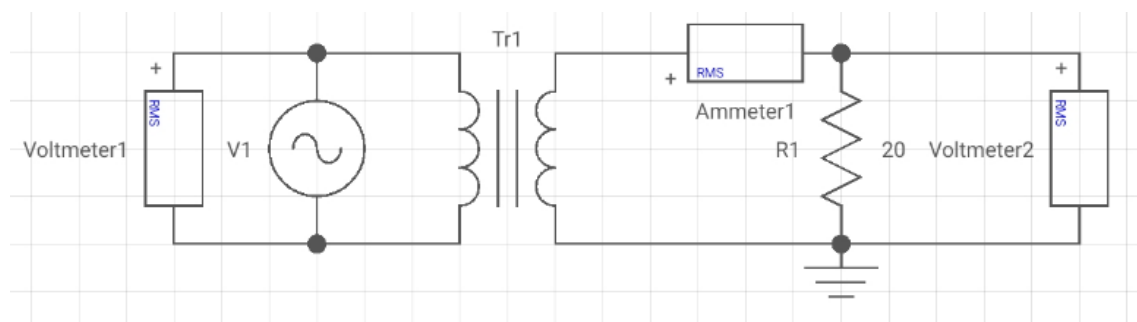 Tr1
+
RMS
+
RMS
Ammeter1
+
RMS
Voltmeter1
V1
R1
20
Voltmeter2